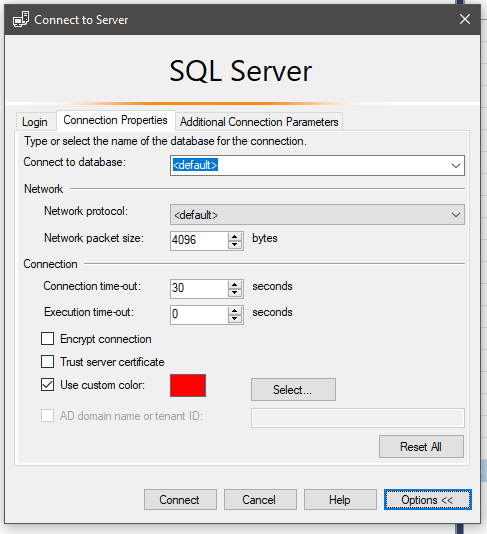 Connect to Server
SQL Server
Login Connection Properties Additional Connection Parameters
Type or select the name of the database for the connection.
Connect to database: <default>
Network
Network protocol: <default>
Network packet size: 4096 bytes
Connection
Connection time-out: 30 seconds
Execution time-out: 0 seconds
Encrypt connection
Trust server certificate
Use custom color: Select...
AD domain name or tenant ID:
Reset All
Connect Cancel Help Options <<